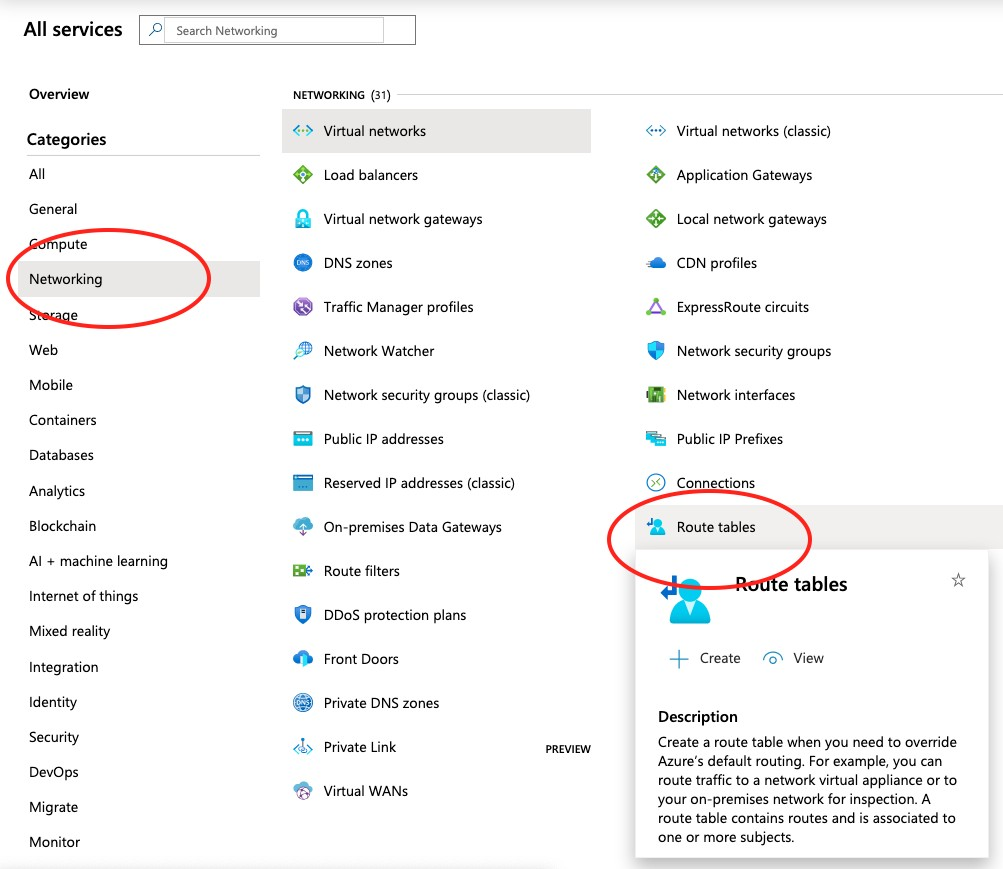 All services
Search Networking
Overview
Categories
All
General
Compute
Networking
Storage
Web
Mobile
Containers
Databases
Analytics
Blockchain
AI + machine learning
Internet of things
Mixed reality
Integration
Identity
Security
DevOps
Migrate
Monitor
NETWORKING (31)
Virtual networks
Load balancers
Virtual network gateways
DNS zones
Traffic Manager profiles
Network Watcher
Network security groups (classic)
Public IP addresses
Reserved IP addresses (classic)
On-premises Data Gateways
Route filters
DDoS protection plans
Front Doors
Private DNS zones
Private Link PREVIEW
Virtual WANs
Virtual networks (classic)
Application Gateways
Local network gateways
CDN profiles
ExpressRoute circuits
Network security groups
Network interfaces
Public IP Prefixes
Connections
Route tables
Route tables
Create View
Description
Create a route table when you need to override
Azure's default routing. For example, you can
route traffic to a network virtual appliance or to
your on-premises network for inspection. A
route table contains routes and is associated to
one or more subjects.